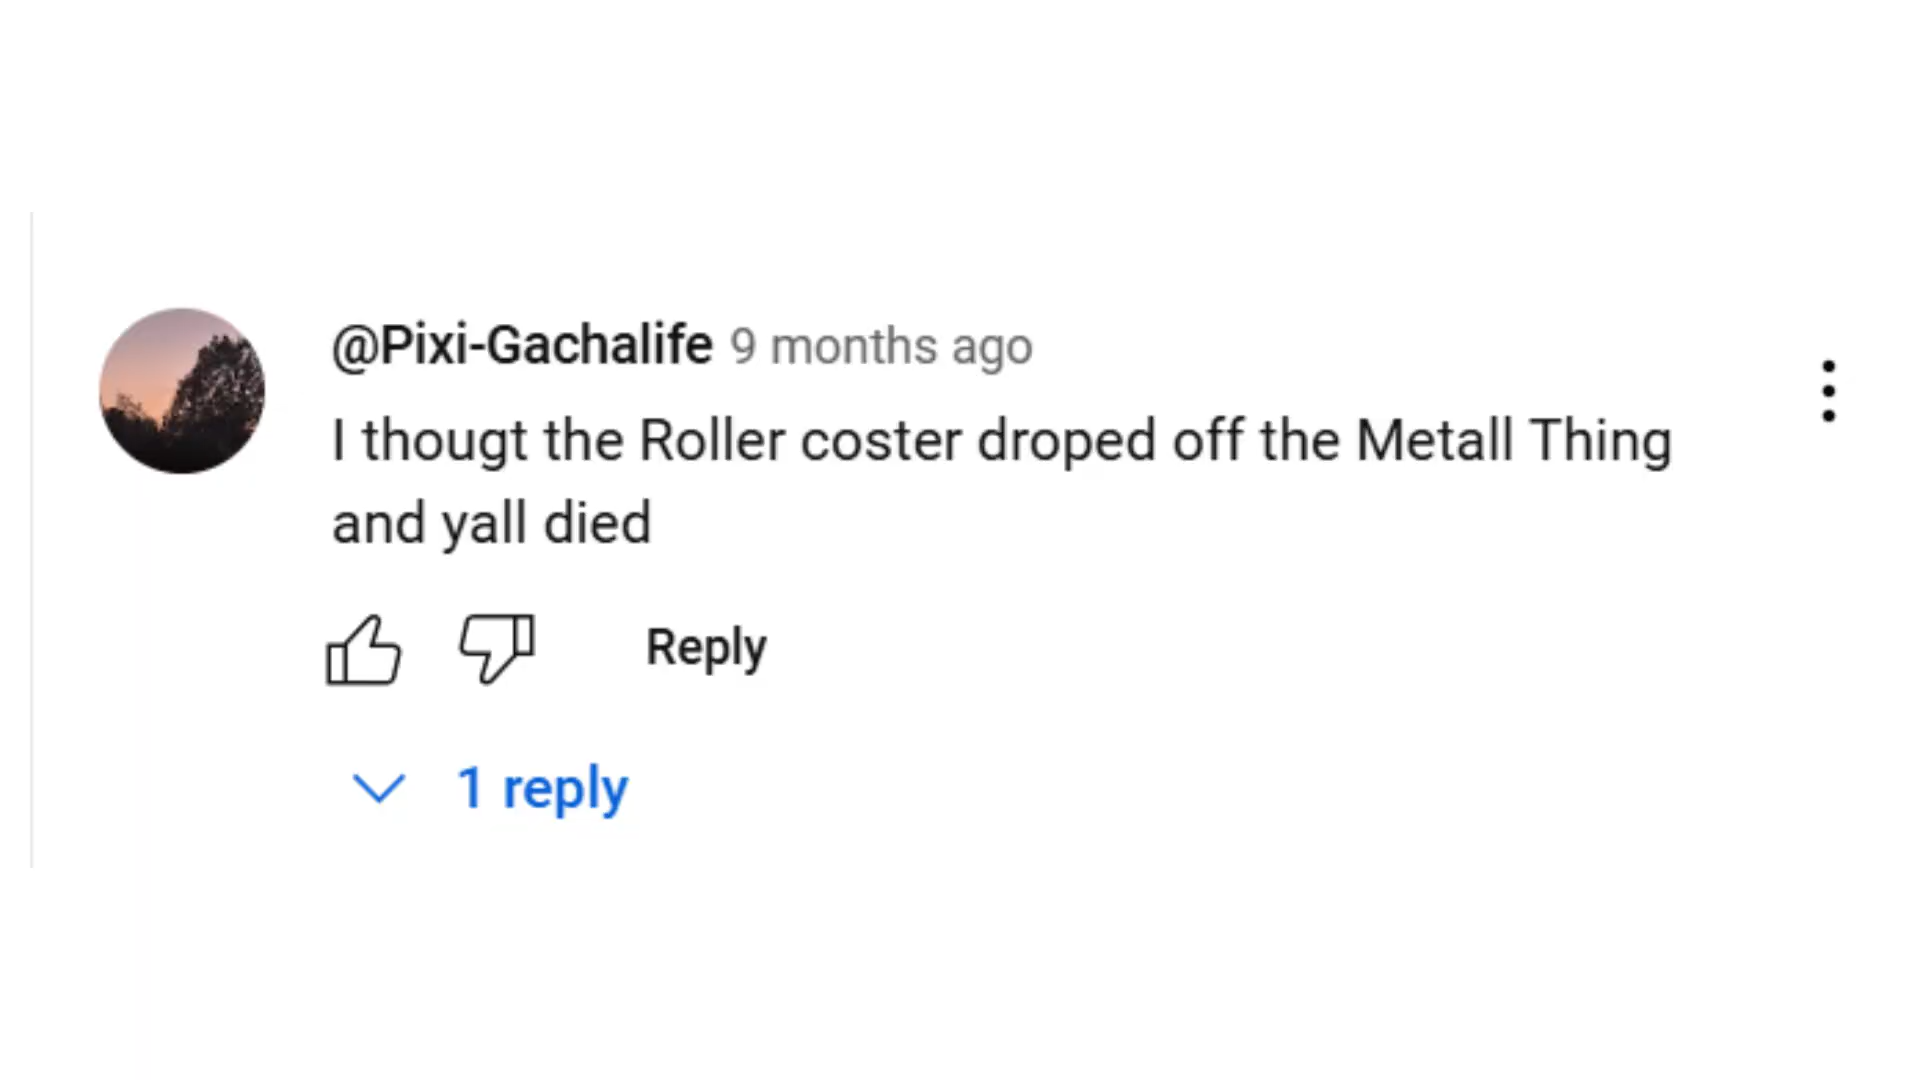 @Pixi-Gachalife 9 months ago
I thougt the Roller coster droped off the Metall Thing
and yall died
Reply
1 reply